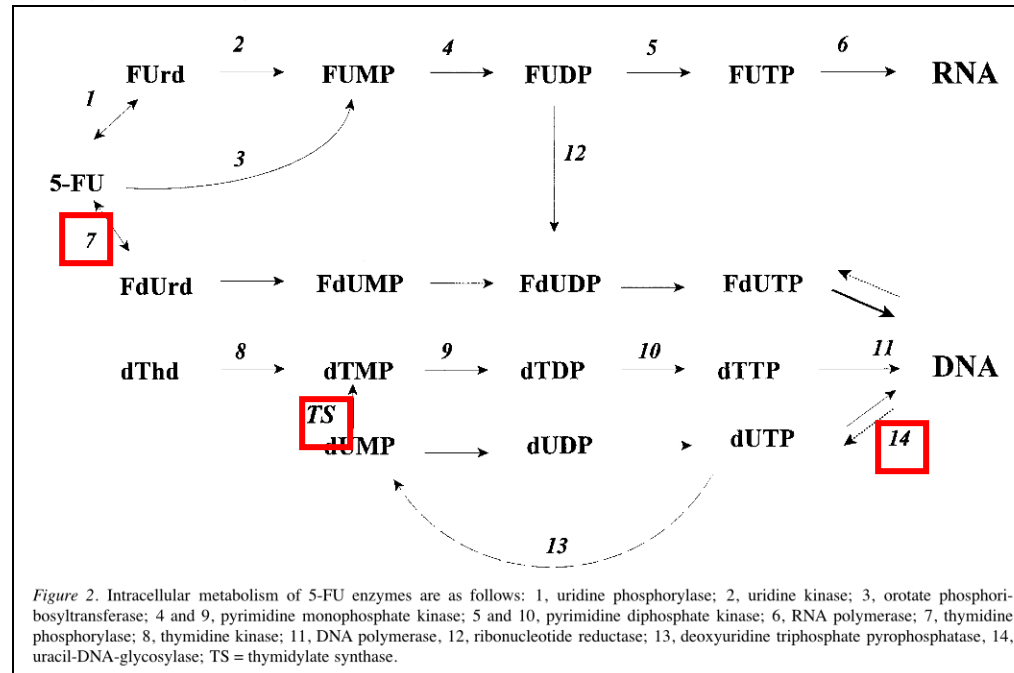 2 4 5 6
FUrd FUMP FUDP FUTP RNA
1
3 12
5-FU
7
FdUrd FdUMP FdUDP FdUTP
8 9 10 11
dThd dTMP dTDP dTTP DNA
TS
dUMP dUDP dUTP 14
13
Figure 2. Intracellular metabolism of 5-FU enzymes are as follows: 1, uridine phosphorylase; 2, uridine kinase; 3, orotate phosphori-
bosyltransferase; 4 and 9, pyrimidine monophosphate kinase; 5 and 10, pyrimidine diphosphate kinase; 6, RNA polymerase; 7, thymidine
phosphorylase; 8, thymidine kinase; 11, DNA polymerase, 12, ribonucleotide reductase; 13, deoxyuridine triphosphate pyrophosphatase, 14,
uracil-DNA-glycosylase; TS = thymidylate synthase.